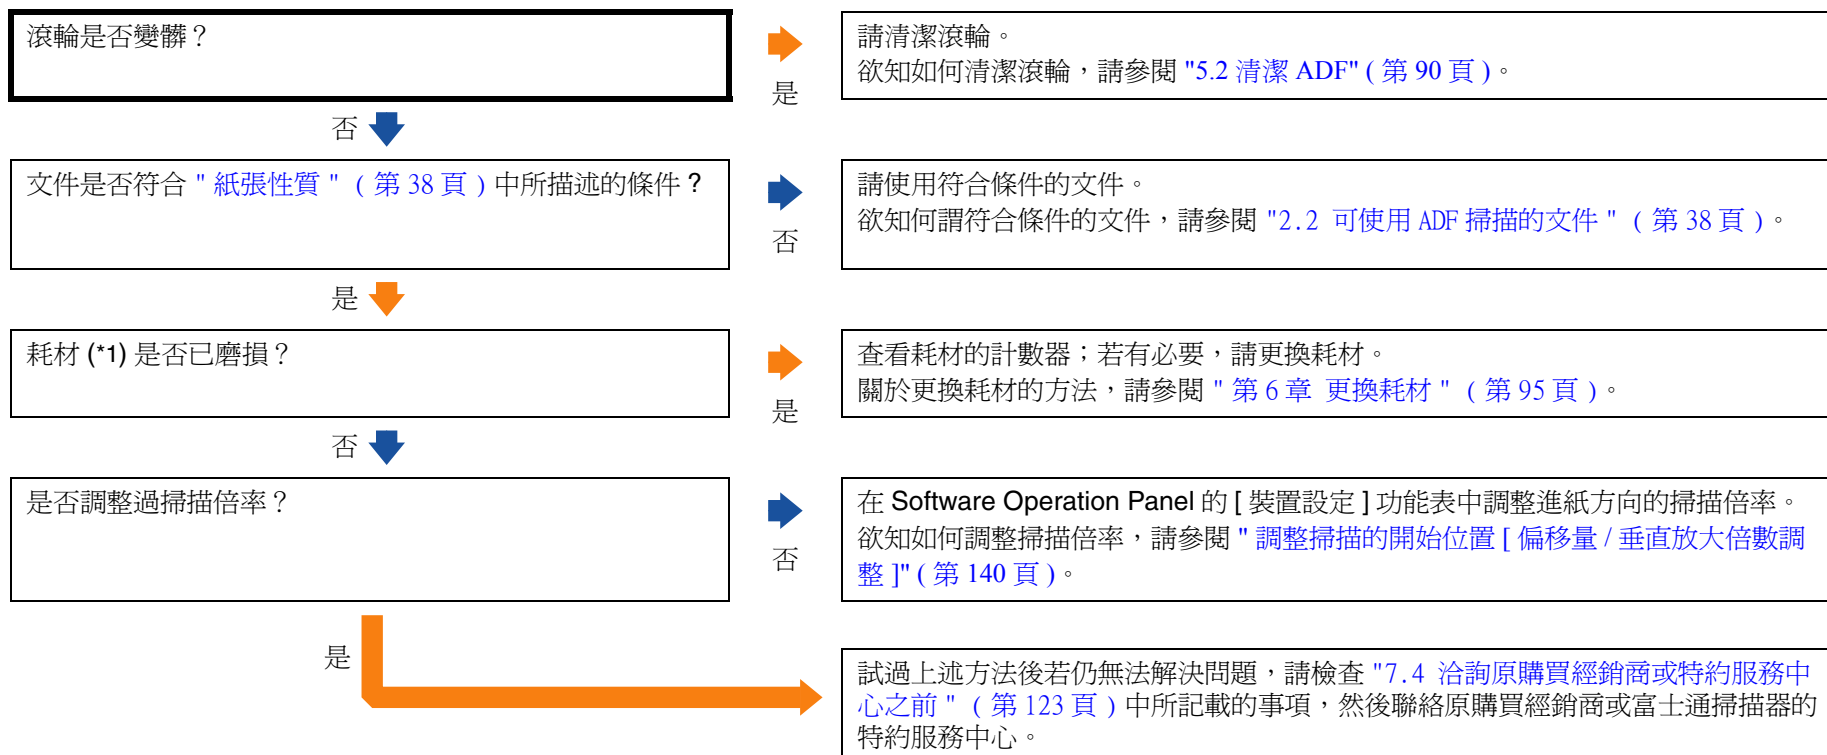 滾輪是否變髒？
請清潔滾輪。
欲知如何清潔滾輪，請參閱 "5.2 清潔 ADF" ( 第 90 頁 )。
是
否
文件是否符合 " 紙張性質 " ( 第 38 頁 ) 中所描述的條件 ?
請使用符合條件的文件。
欲知何謂符合條件的文件，請參閱 "2.2 可使用 ADF 掃描的文件 " ( 第 38 頁 )。
否
是
耗材 (*1) 是否已磨損？
查看耗材的計數器；若有必要，請更換耗材。
關於更換耗材的方法，請參閱 " 第 6 章 更換耗材 " ( 第 95 頁 )。
是
否
是否調整過掃描倍率？
在 Software Operation Panel 的 [ 裝置設定 ] 功能表中調整進紙方向的掃描倍率。
欲知如何調整掃描倍率，請參閱 " 調整掃描的開始位置 [ 偏移量 / 垂直放大倍數調
整 ]" ( 第 140 頁 )。
否
是
試過上述方法後若仍無法解決問題，請檢查 "7.4 洽詢原購買經銷商或特約服務中
心之前 " ( 第 123 頁 ) 中所記載的事項，然後聯絡原購買經銷商或富士通掃描器的
特約服務中心。